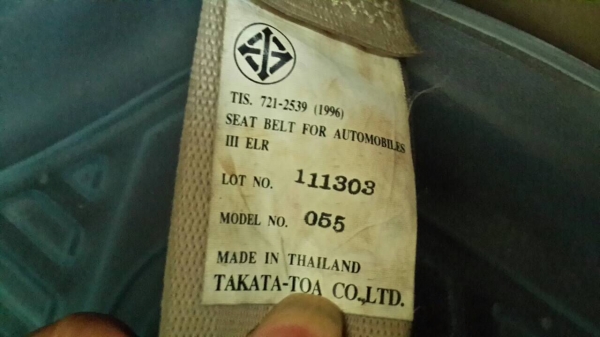 TIS. 721-2539 (1996)
SEAT BELT FOR AUTOMOBILES
III ELR
LOT NO. 111303
MODEL NO. 055
MADE IN THAILAND
TAKATA-TOA CO.,LTD.